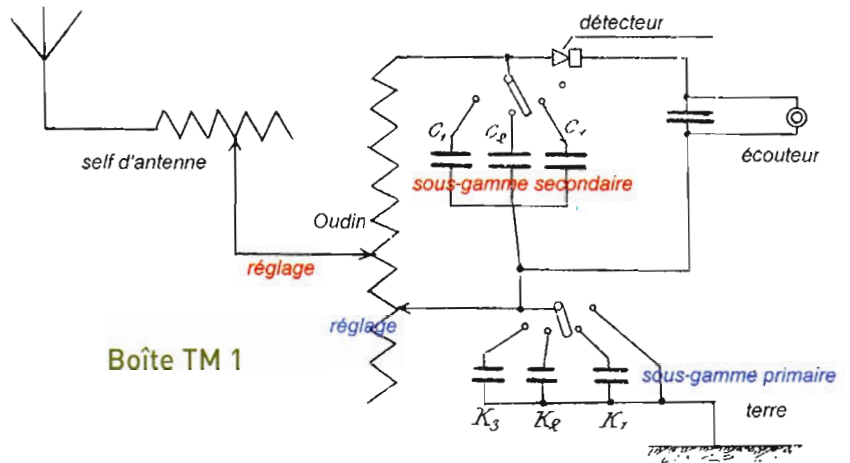 détecteur
self d'antenne
C1 C2 C1
écouteur
sous-gamme secondaire
Oudin
réglage
réglage
Boîte TM 1
sous-gamme primaire
terre
K3 K2 K1